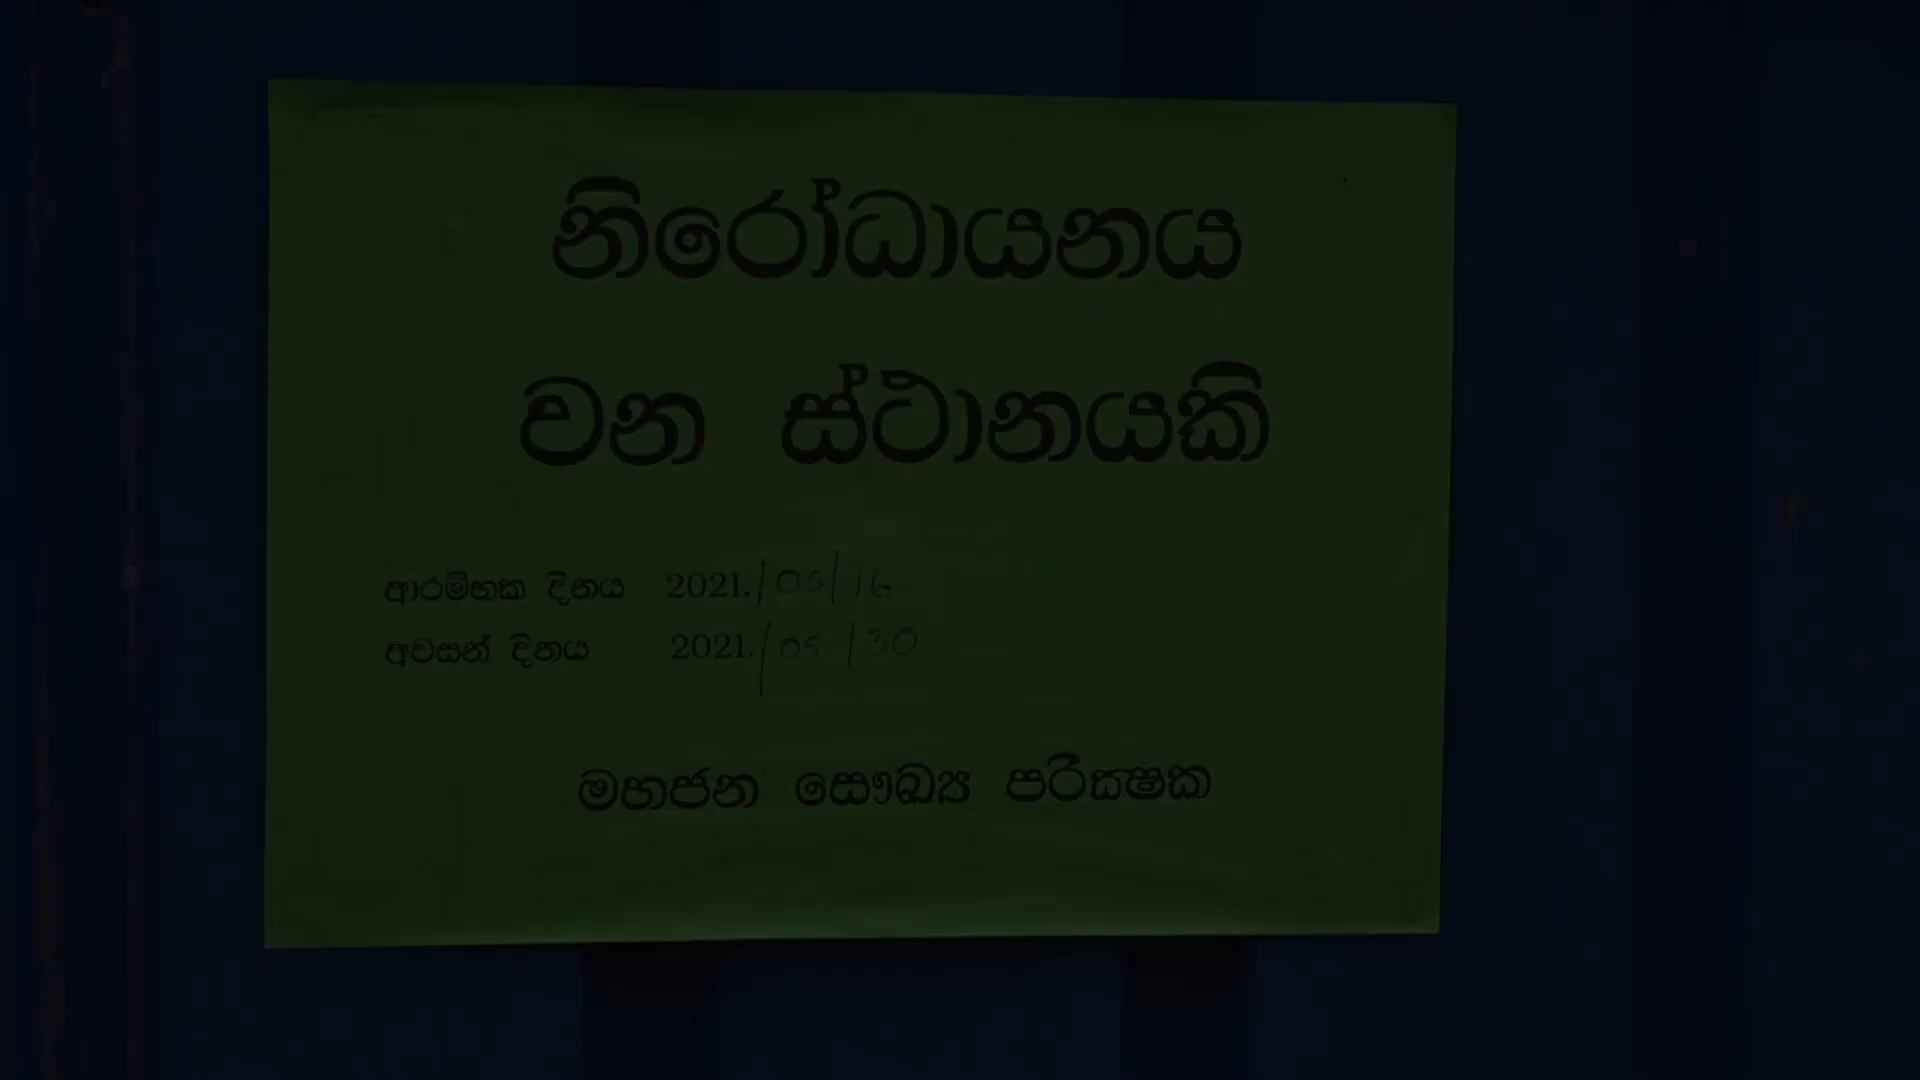 නිරෝධායනය
වන ස්ථානයකි
ආරම්භක දිනය 2021./05/16
අවසන් දිනය 2021./05/30
මහජන සෞඛ්‍ය පරීක්ෂක